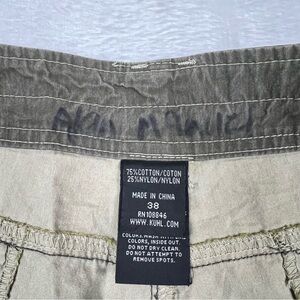 75%COTTON/COTON
25%NYLON/NYLON
MADE IN CHINA
38
RN108846
WWW.KUHL.COM
COLORS, INSIDE OUT.
DO NOT DRY CLEAN.
DO NOT ATTEMPT TO
REMOVE SPOTS.